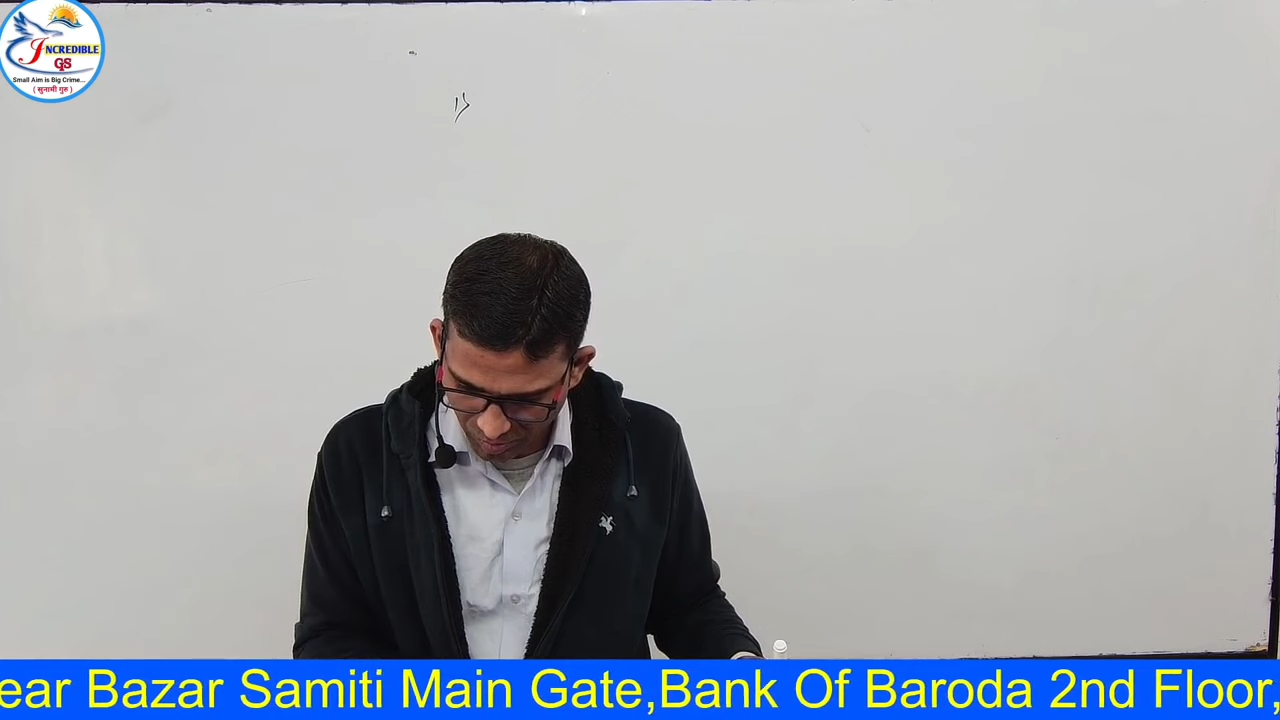 INCREDIBLE
GS
Small Aim is Big Crime...
( सुनामी गुरु )
ear Bazar Samiti Main Gate,Bank Of Baroda 2nd Floor,